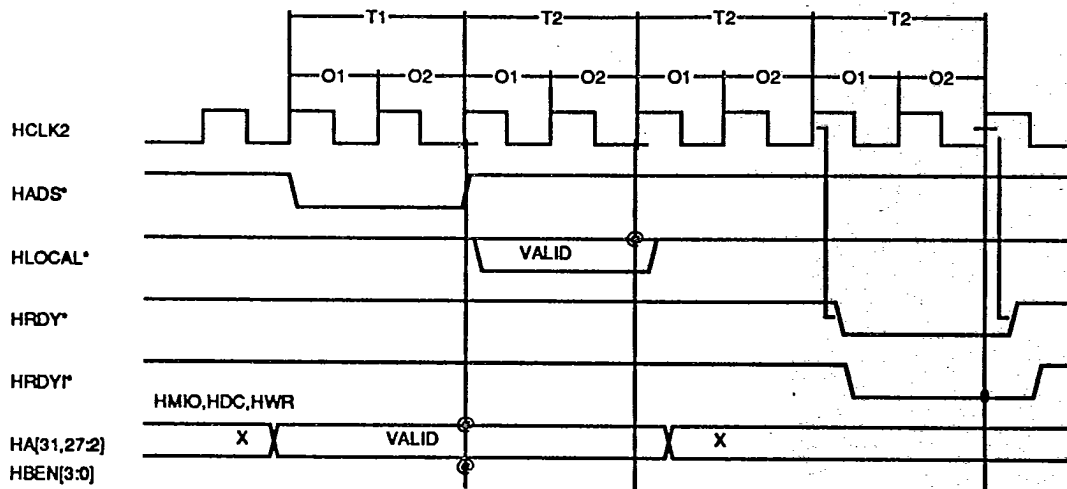 T1 T2 T2 T2
O1 O2 O1 O2 O1 O2 O1 O2
HCLK2
HADS*
HLOCAL* VALID
HRDY*
HRDYI*
HMIO,HDC,HWR
HA[31,27:2] X VALID X
HBEN[3:0]